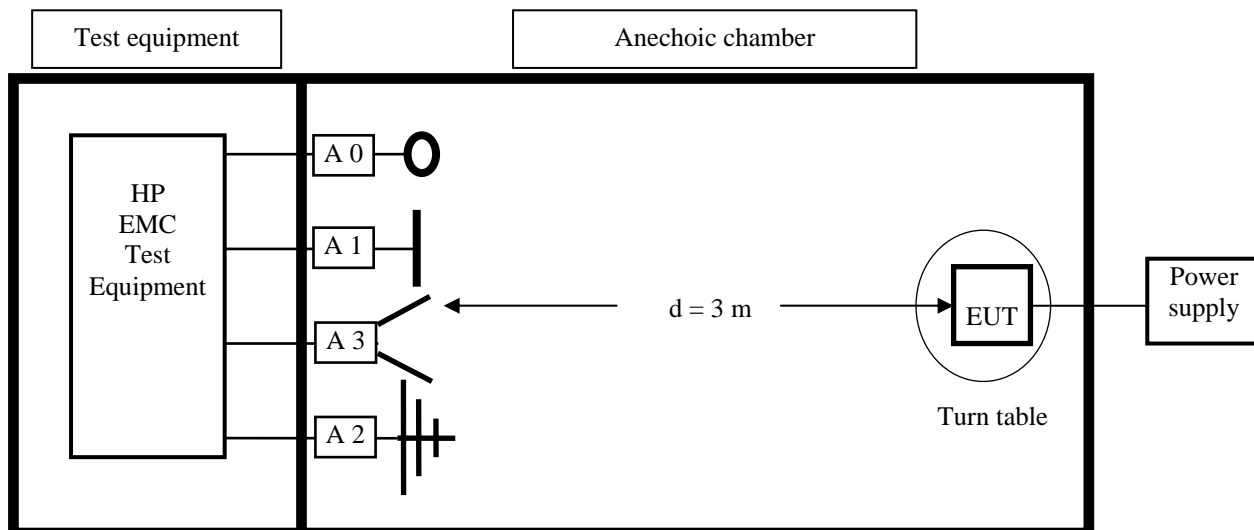 Test equipment
Anechoic chamber
A 0
HP
EMC
Test
Equipment
A 1
A 3
A 2
d = 3 m
EUT
Turn table
Power
supply